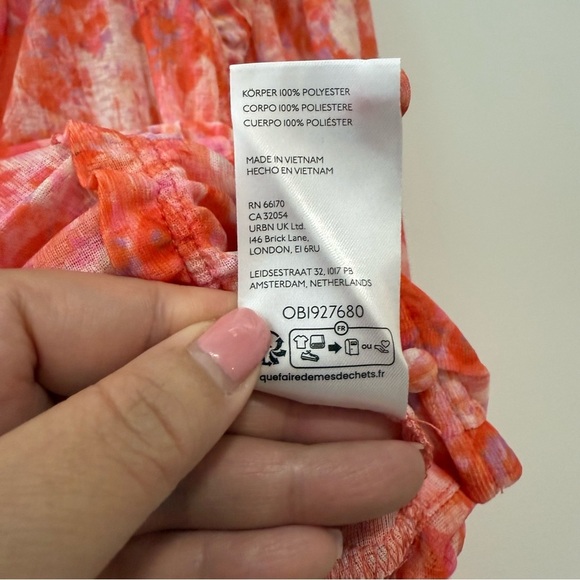 KÖRPER 100% POLYESTER
CORPO 100% POLIESTERE
CUERPO 100% POLIÉSTER
MADE IN VIETNAM
HECHO EN VIETNAM
RN 66170
CA 32054
URBN UK Ltd.
146 Brick Lane,
LONDON, E1 6RU
LEIDSESTRAAT 32, 1017 PB
AMSTERDAM, NETHERLANDS
OB1927680
FR
ou
quefairedemesdechets.fr